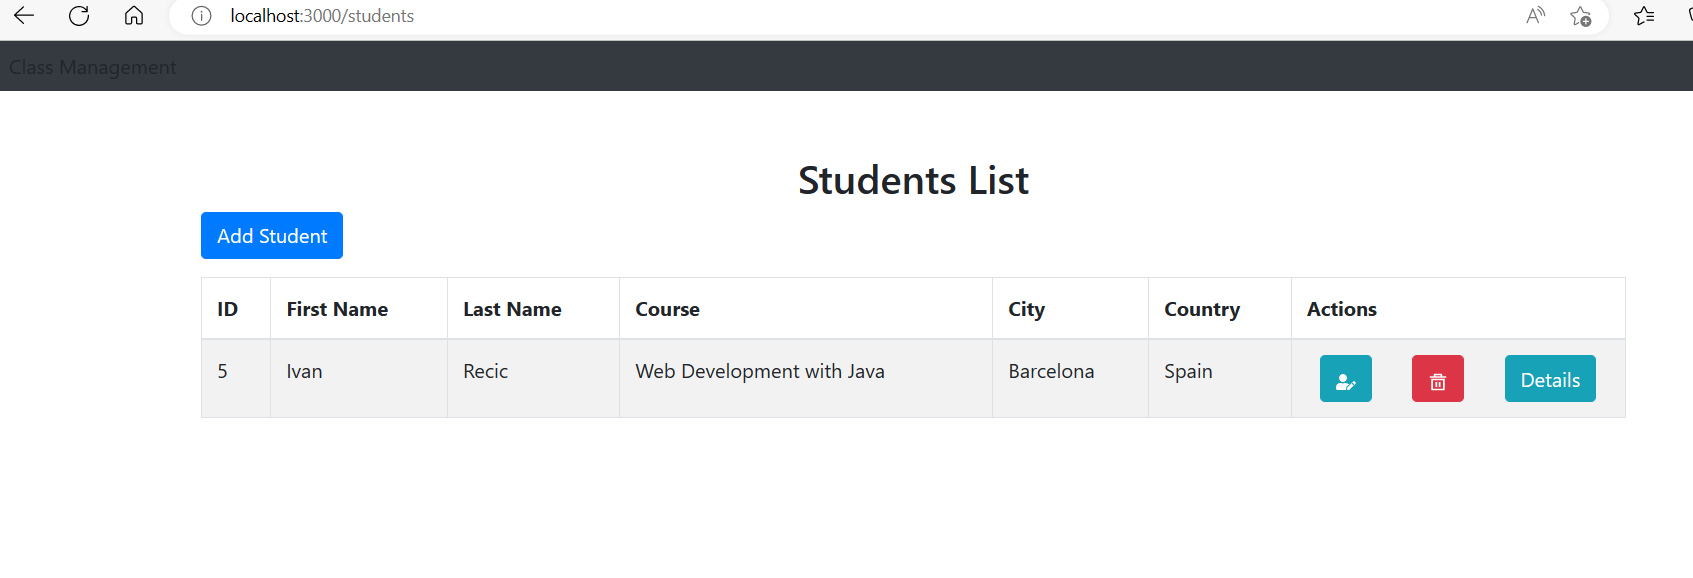 localhost:3000/students
Class Management
Students List
Add Student
ID First Name Last Name Course City Country Actions
5 Ivan Recic Web Development with Java Barcelona Spain Details